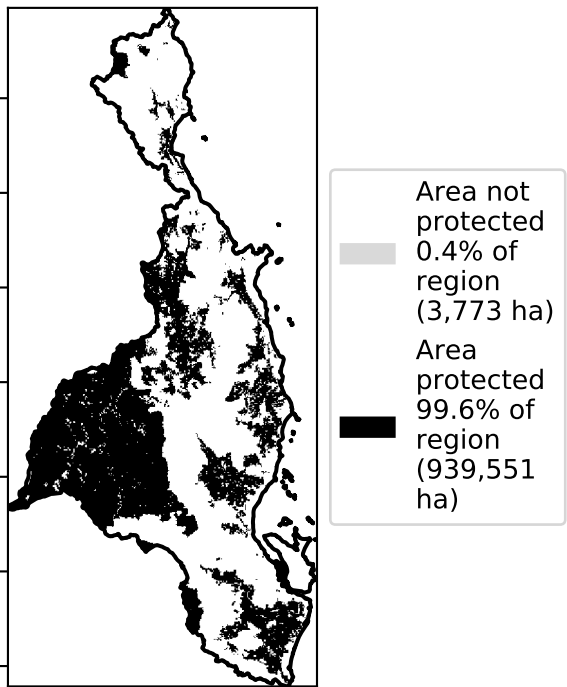 Area not
protected
0.4% of
region
(3,773 ha)
Area
protected
99.6% of
region
(939,551
ha)